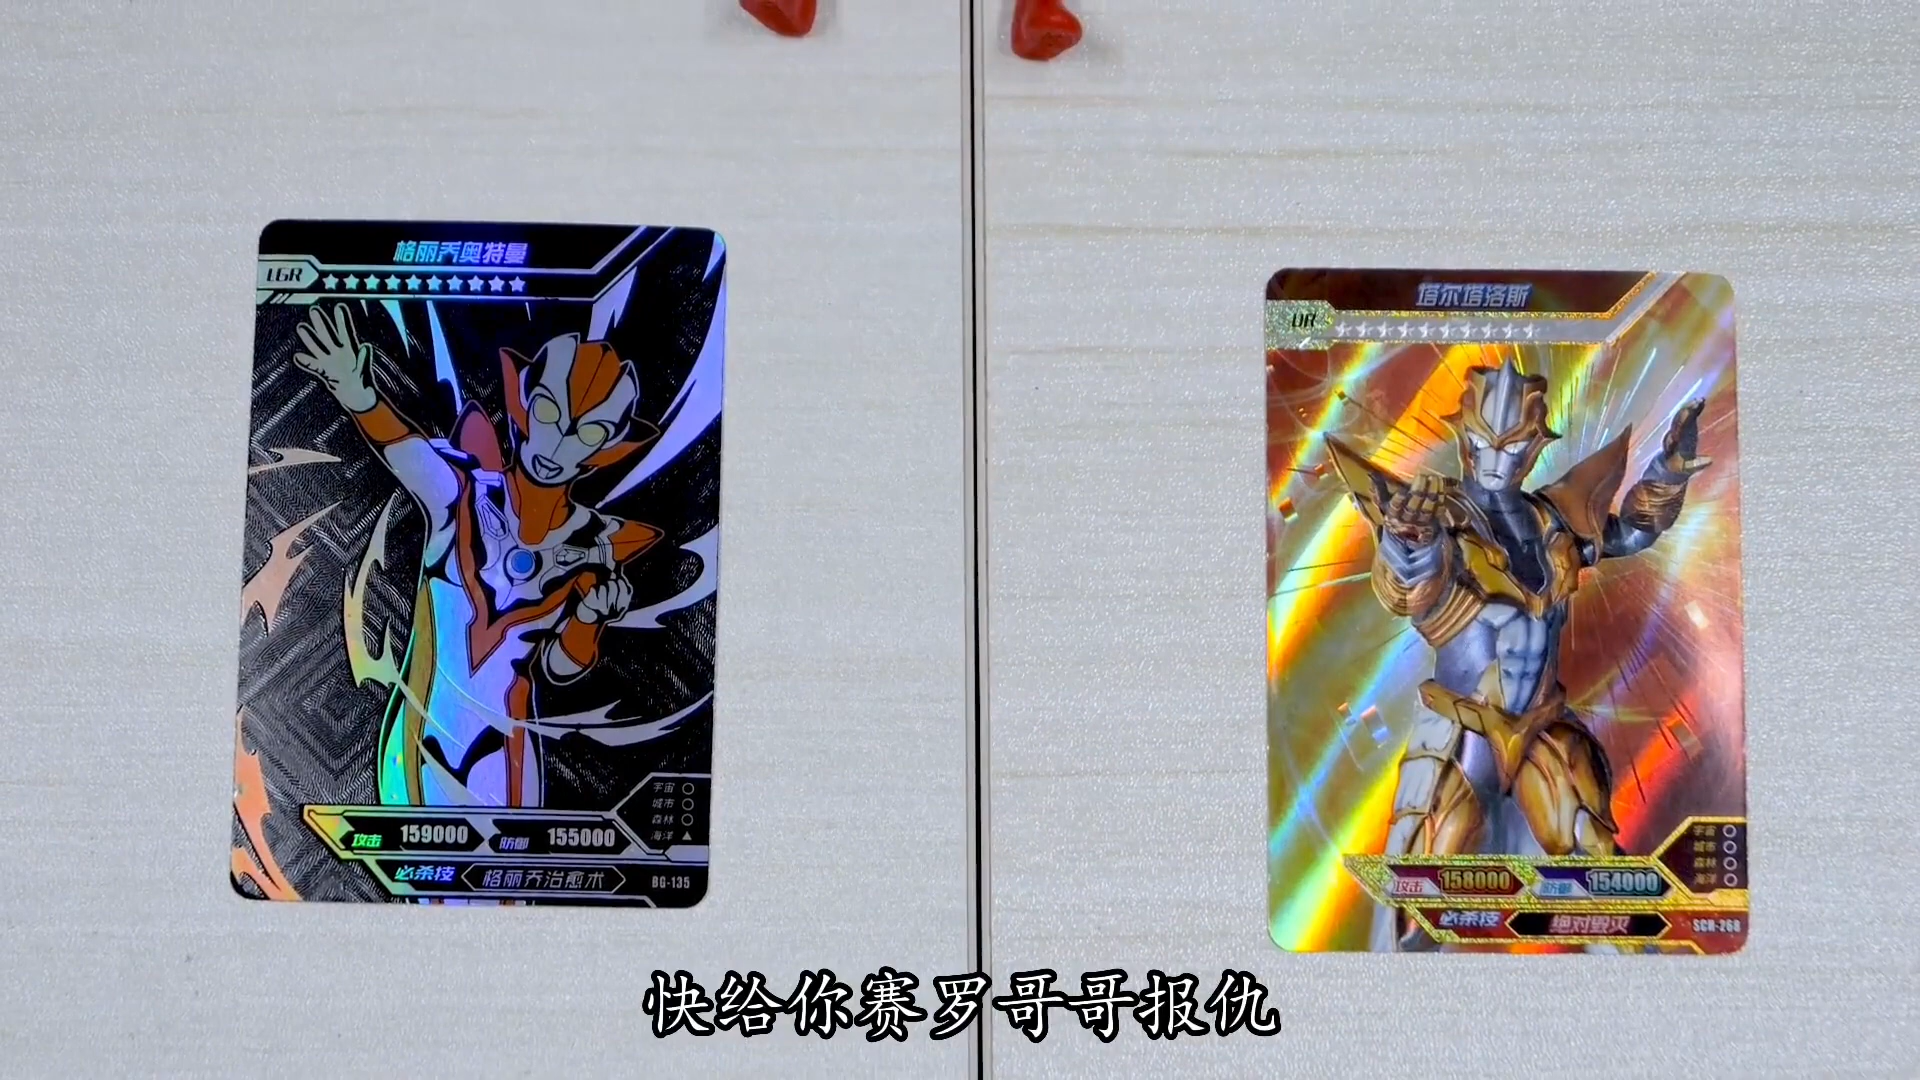 格丽乔奥特曼
LGR
宇宙
城市
森林
海洋
攻击 159000 防御 155000
必杀技 格丽乔治愈术
BG-135
塔尔塔洛斯
UR
宇宙
城市
森林
海洋
攻击 158000 防御 154000
必杀技 绝对毁灭
SCR-268
快给你赛罗哥哥报仇